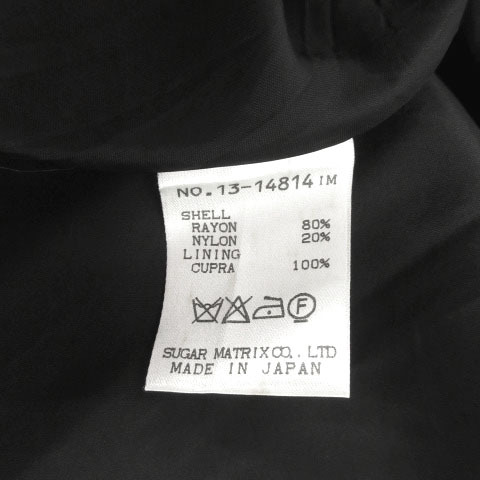 NO.13-14814 IM
SHELL
RAYON 80%
NYLON 20%
LINING
CUPRA 100%
F
SUGAR MATRIX CO., LTD
MADE IN JAPAN